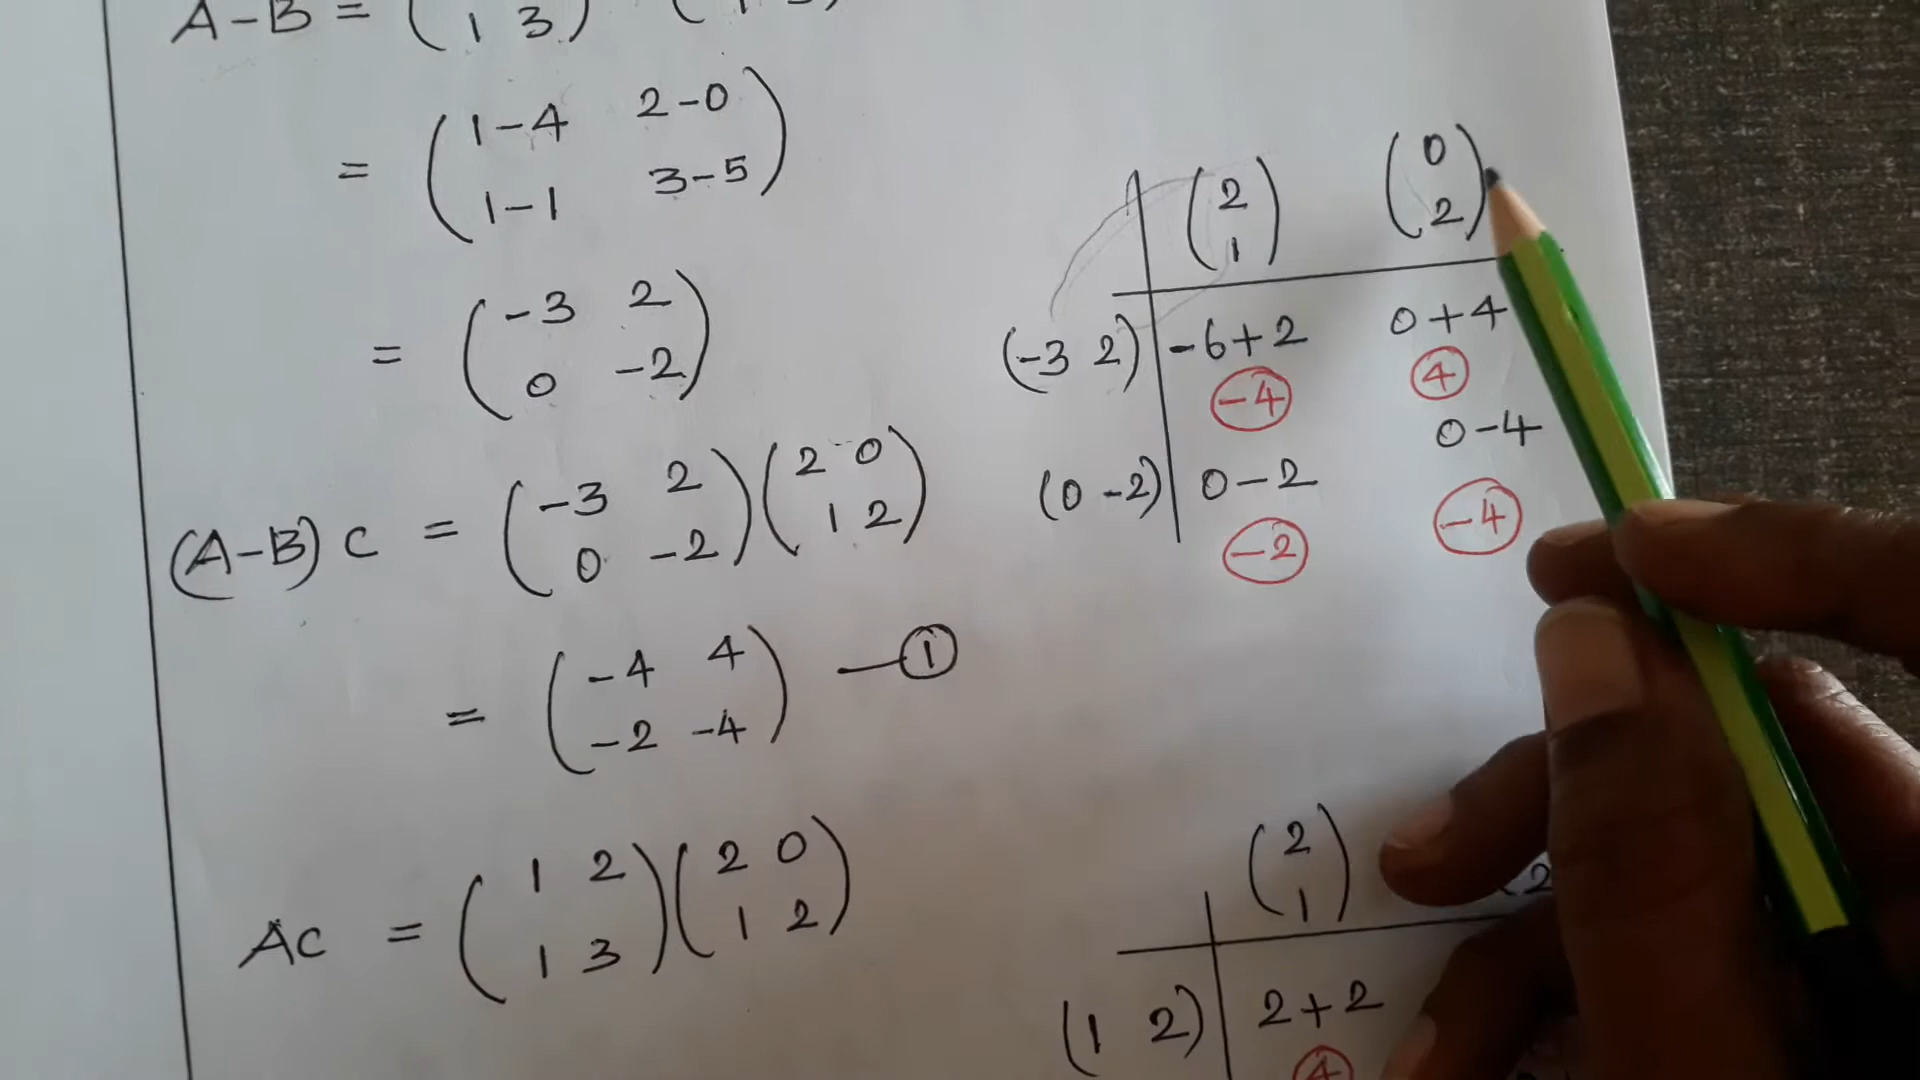 A-B = ( 1 3 )
= ( 1-4 2-0
1-1 3-5 )
= ( -3 2
0 -2 )
(A-B) C = ( -3 2 ) ( 2 0
0 -2 ) 1 2 )
= ( -4 4 ) — ①
-2 -4 )
AC = ( 1 2 ) ( 2 0
1 3 ) 1 2 )
( 2 ) ( 0
1 ) 2 )
(-3 2) -6+2 0+4
-4 4
0-4
(0 -2) 0-2
-2 -4
( 2
1 ) 2
(1 2) 2+2
4